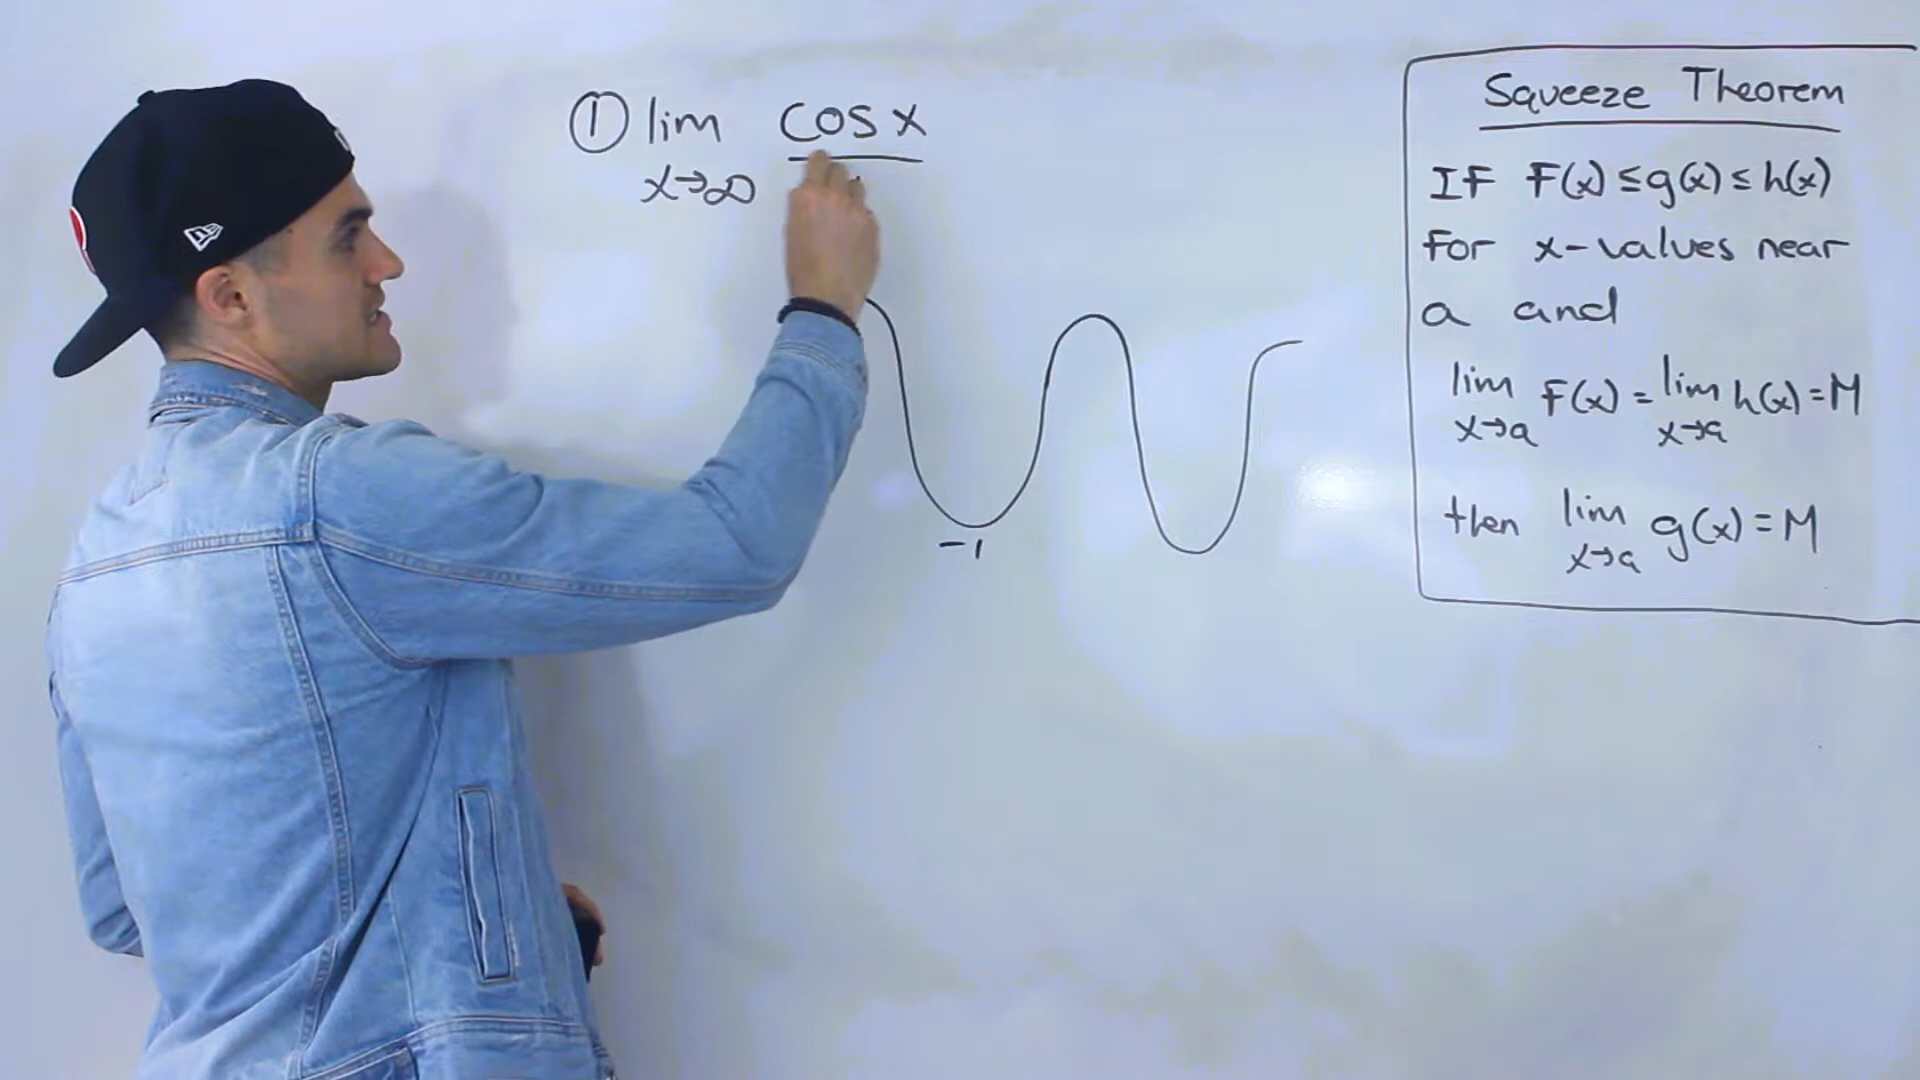 ① lim cos x
x→∞
-1
Squeeze Theorem
IF F(x) ≤ g(x) ≤ h(x)
For x-values near
a and
lim F(x) = lim h(x) = M
x→a x→a
then lim g(x) = M
x→a